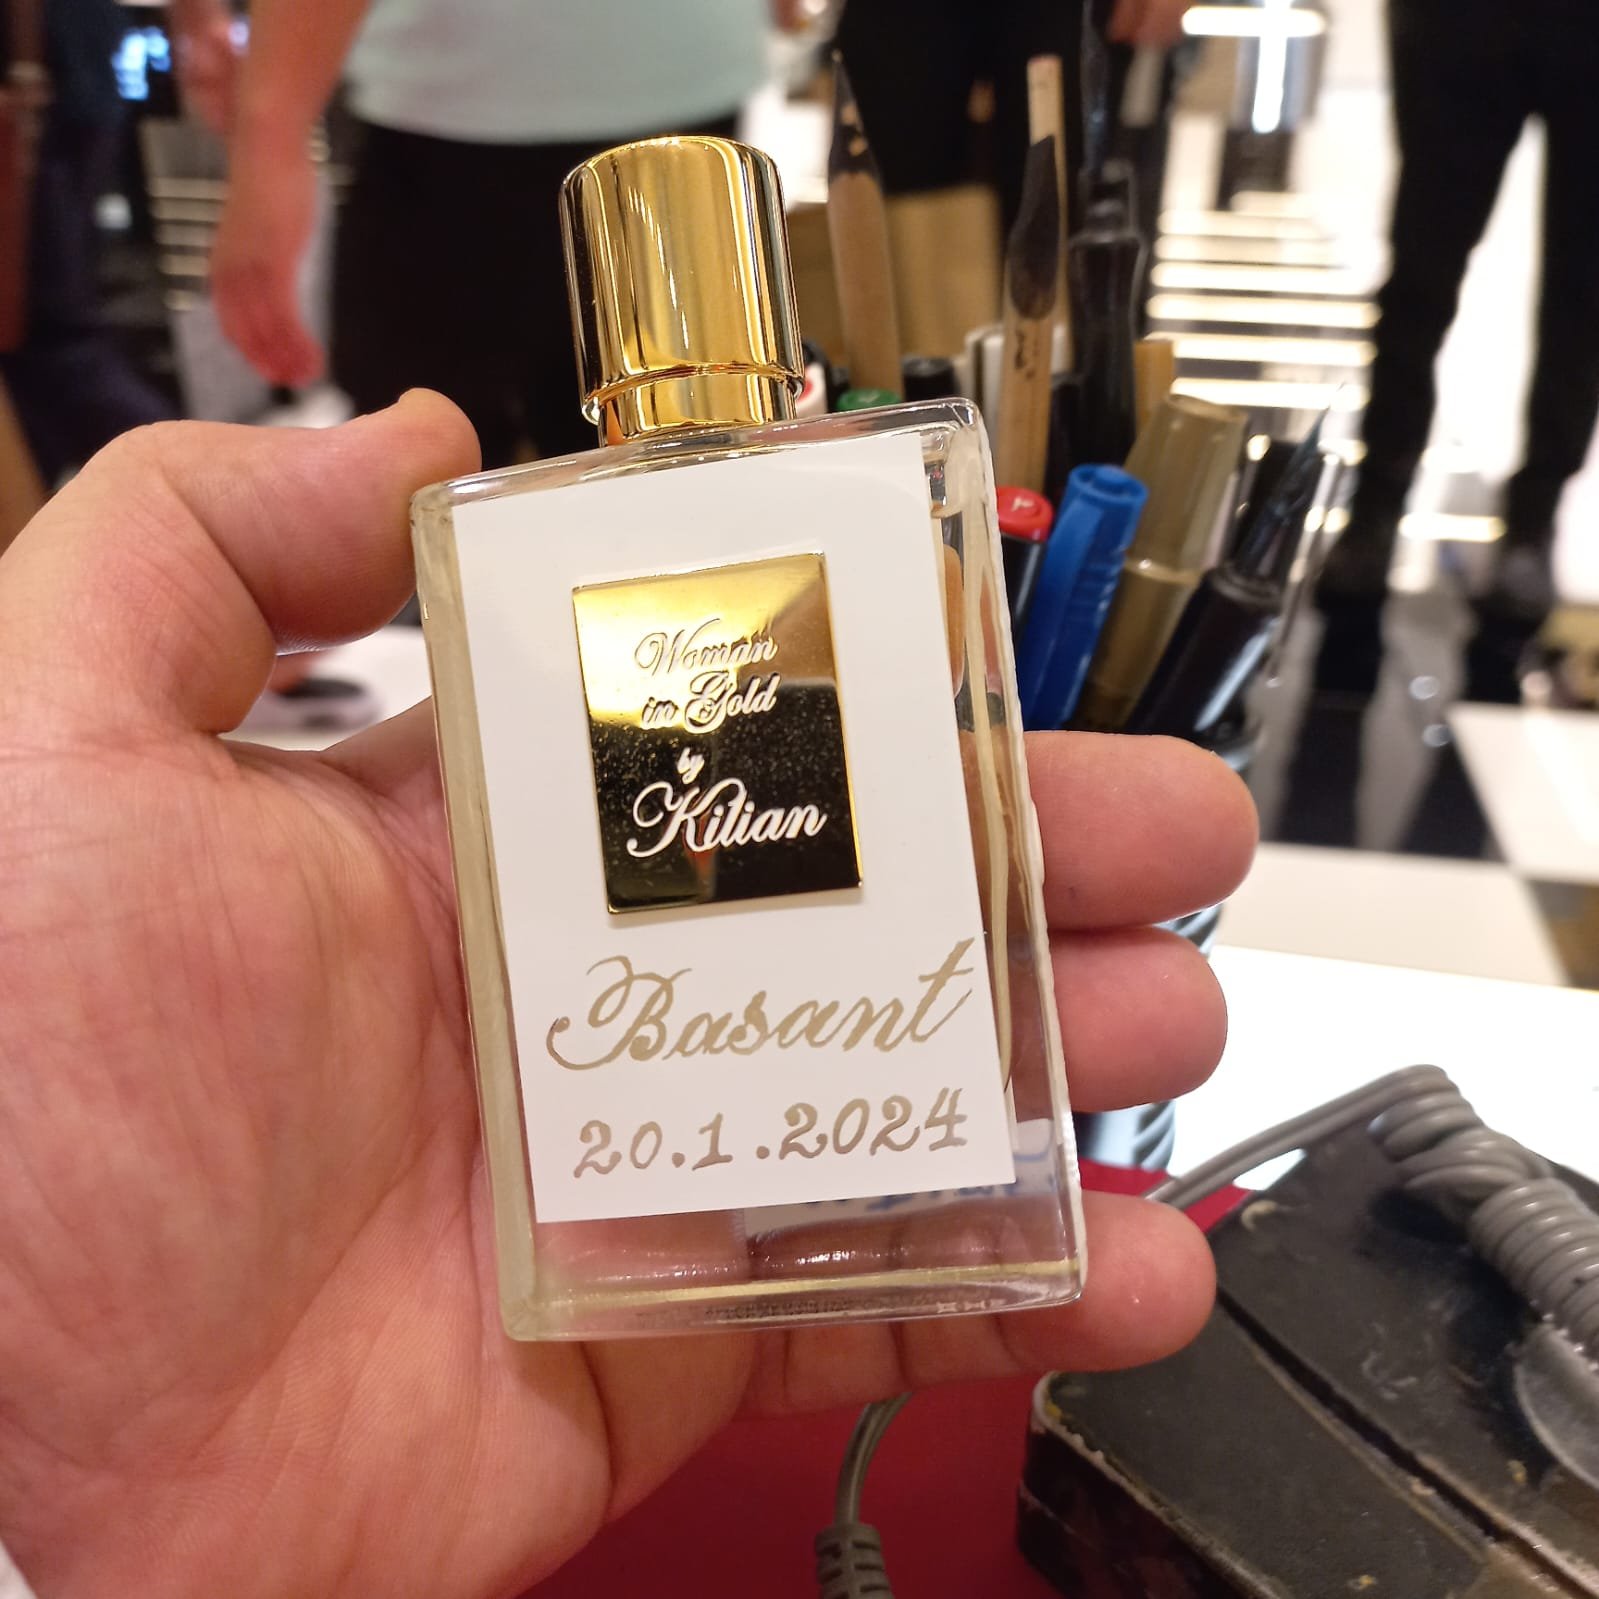 Woman
in Gold
by
Kilian
Basant
20.1.2024